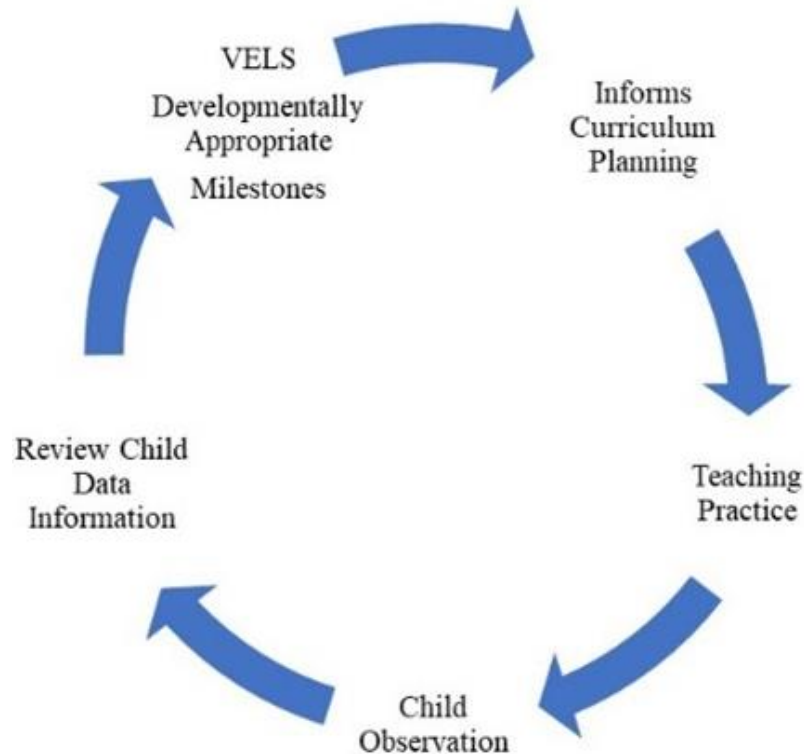 VELS
Developmentally
Appropriate
Milestones
Informs
Curriculum
Planning
Teaching
Practice
Child
Observation
Review Child
Data
Information